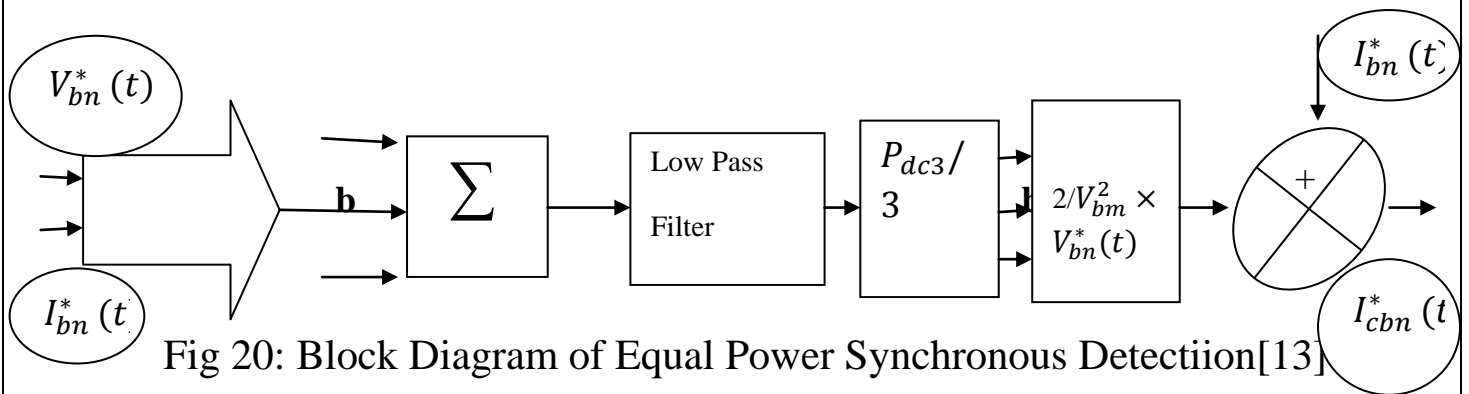 V*bn (t)
I*bn (t
b
∑
Low Pass
Filter
P_dc3/
3
2/V²bm ×
V*bn(t)
+
I*bn (t)
I*cbn (t
Fig 20: Block Diagram of Equal Power Synchronous Detectiion[13]